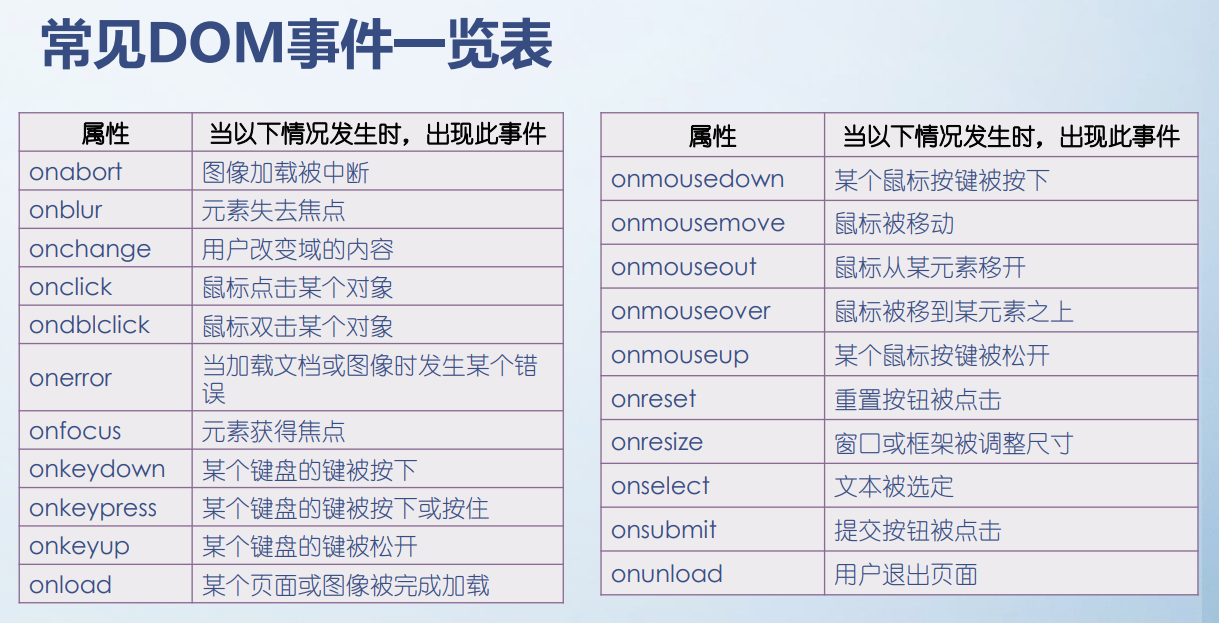 常见DOM事件一览表
属性 当以下情况发生时，出现此事件
onabort 图像加载被中断
onblur 元素失去焦点
onchange 用户改变域的内容
onclick 鼠标点击某个对象
ondblclick 鼠标双击某个对象
onerror 当加载文档或图像时发生某个错
误
onfocus 元素获得焦点
onkeydown 某个键盘的键被按下
onkeypress 某个键盘的键被按下或按住
onkeyup 某个键盘的键被松开
onload 某个页面或图像被完成加载
属性 当以下情况发生时，出现此事件
onmousedown 某个鼠标按键被按下
onmousemove 鼠标被移动
onmouseout 鼠标从某元素移开
onmouseover 鼠标被移到某元素之上
onmouseup 某个鼠标按键被松开
onreset 重置按钮被点击
onresize 窗口或框架被调整尺寸
onselect 文本被选定
onsubmit 提交按钮被点击
onunload 用户退出页面